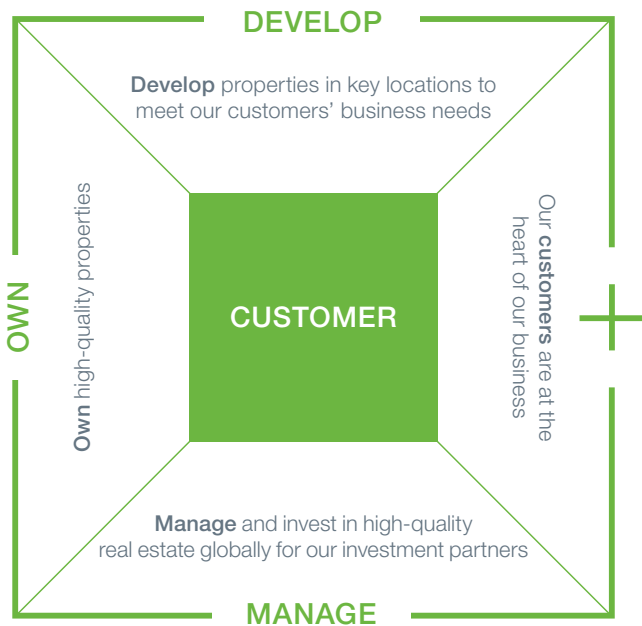 DEVELOP
Develop properties in key locations to
meet our customers’ business needs
OWN
Own high-quality properties
CUSTOMER
Our customers are at the
heart of our business
Manage and invest in high-quality
real estate globally for our investment partners
MANAGE